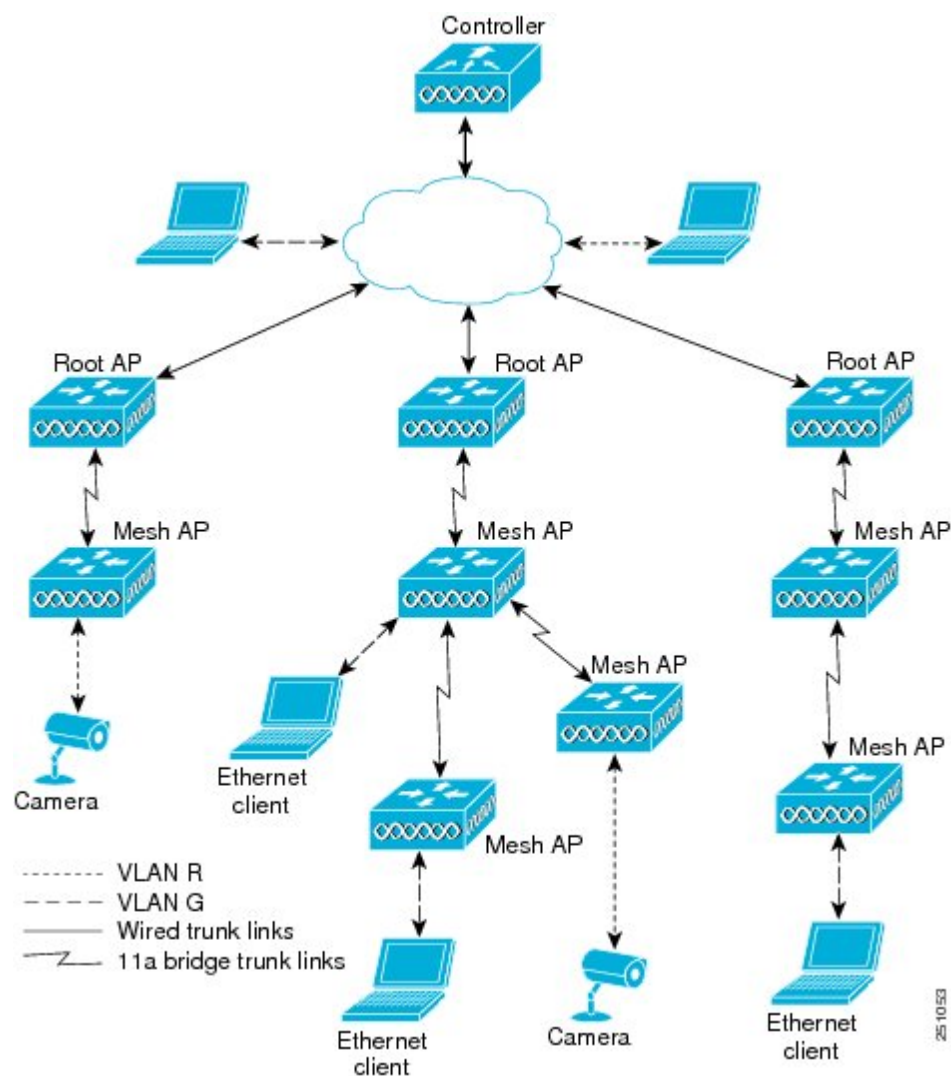 Controller
Root AP
Root AP
Root AP
Mesh AP
Mesh AP
Mesh AP
Mesh AP
Mesh AP
Mesh AP
Camera
Ethernet
client
Ethernet
client
Camera
Ethernet
client
VLAN R
VLAN G
Wired trunk links
11a bridge trunk links
251053